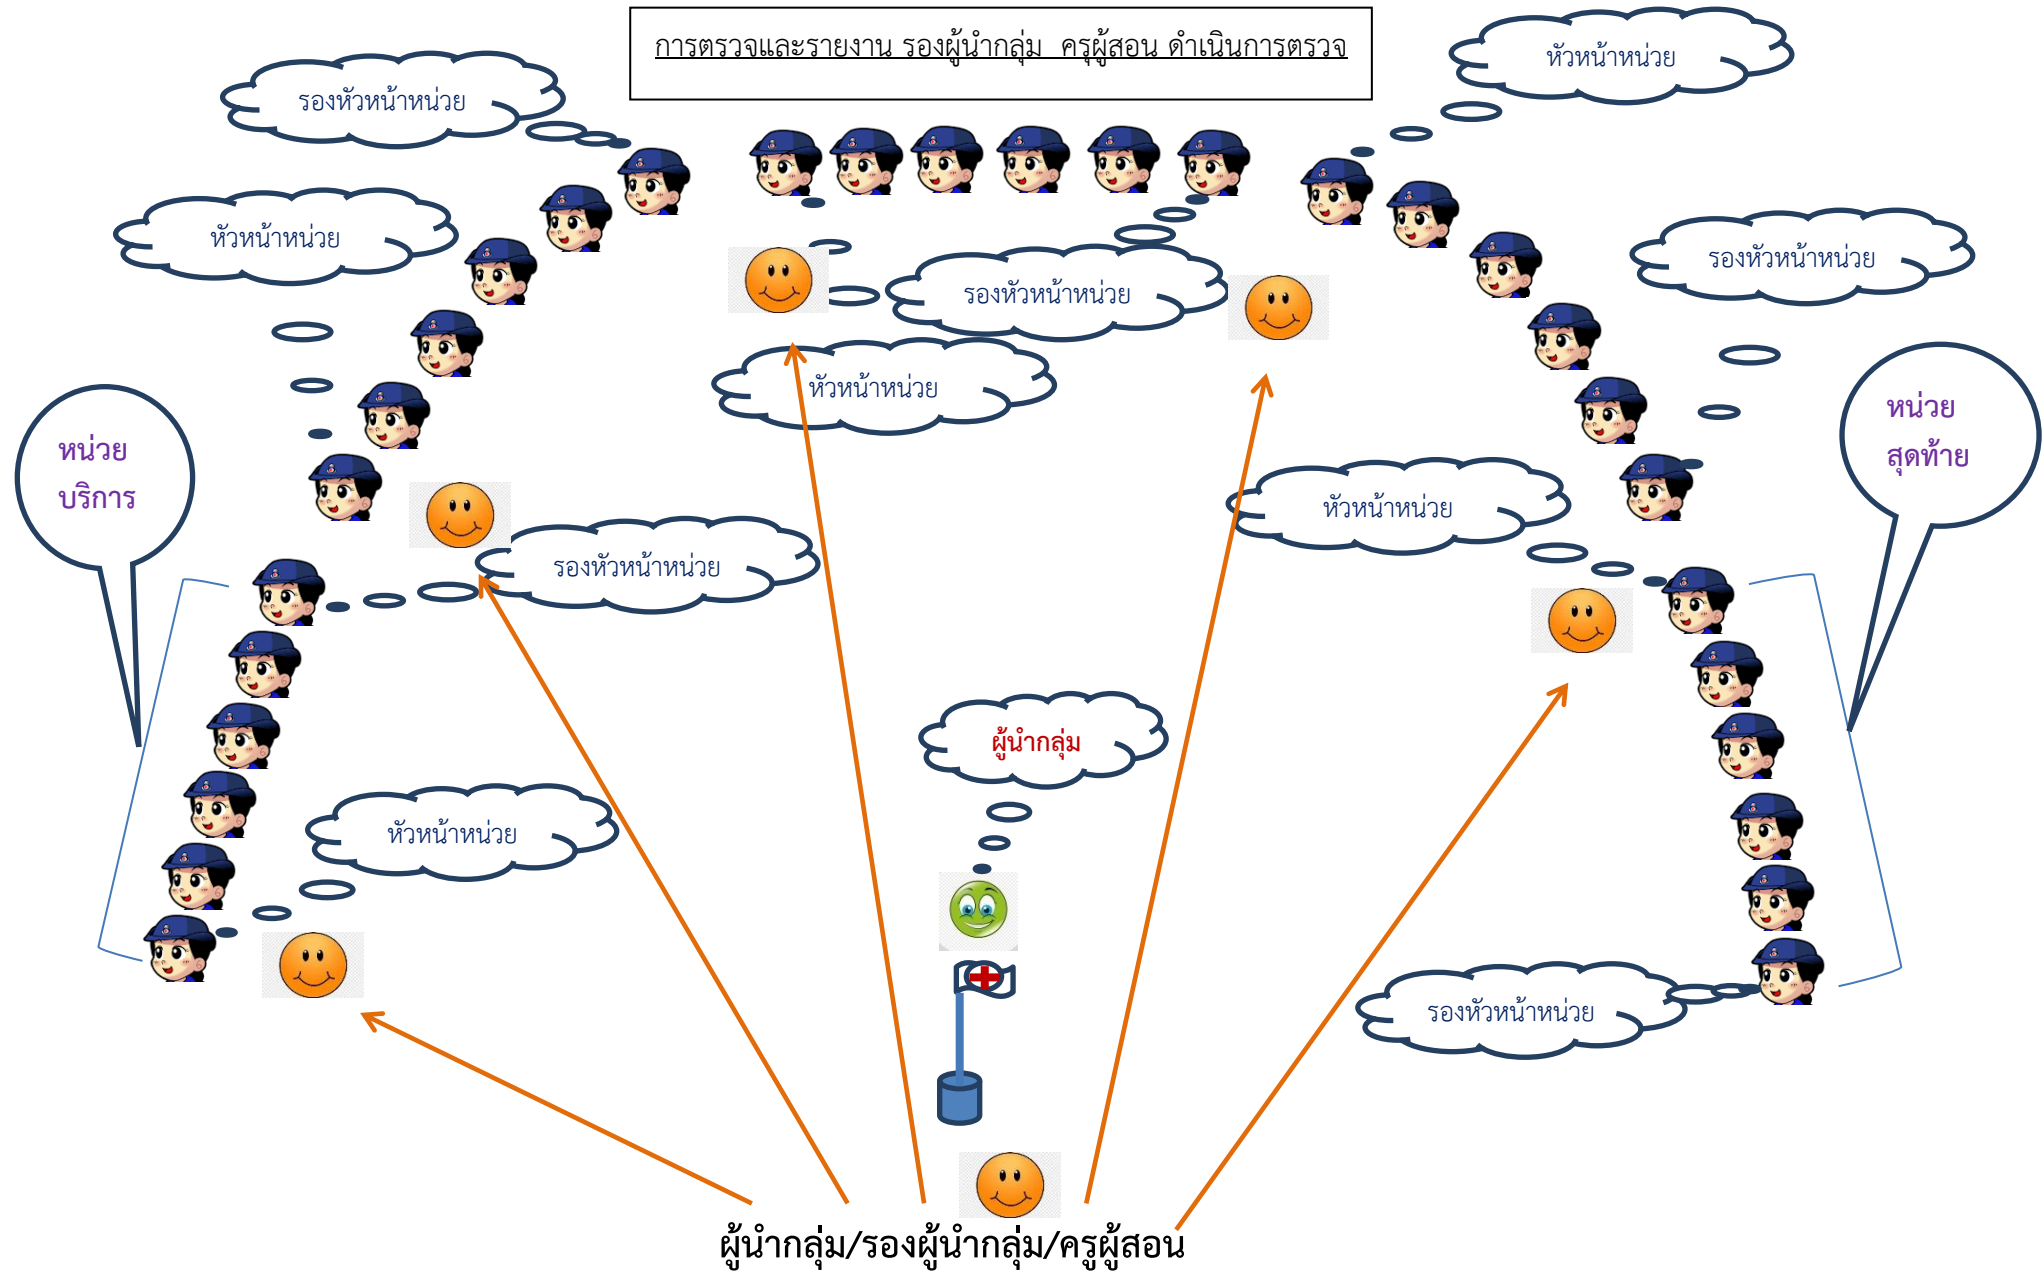 การตรวจและรายงาน รองผู้นำกลุ่ม ครุผู้สอน ดำเนินการตรวจ
หัวหน้าหน่วย
รองหัวหน้าหน่วย
หัวหน้าหน่วย
รองหัวหน้าหน่วย
รองหัวหน้าหน่วย
หัวหน้าหน่วย
หน่วย
บริการ
หน่วย
สุดท้าย
หัวหน้าหน่วย
รองหัวหน้าหน่วย
ผู้นำกลุ่ม
หัวหน้าหน่วย
รองหัวหน้าหน่วย
ผู้นำกลุ่ม/รองผู้นำกลุ่ม/ครูผู้สอน